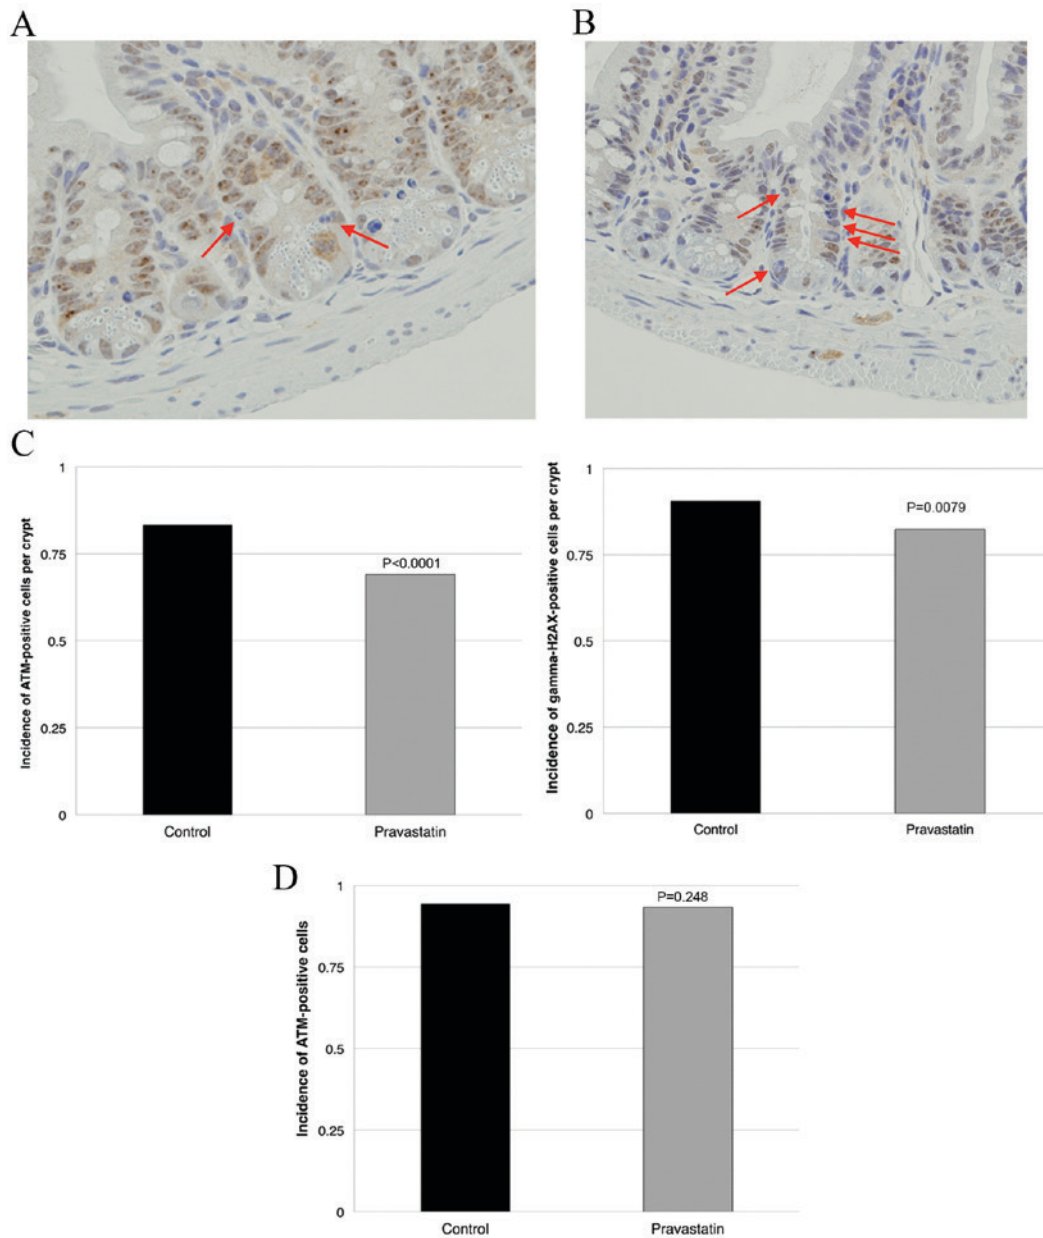 A
B
C
Incidence of ATM-positive cells per crypt
1
0.75
0.5
0.25
0
P<0.0001
Control
Pravastatin
Incidence of gamma-H2AX-positive cells per crypt
1
0.75
0.5
0.25
0
P=0.0079
Control
Pravastatin
D
Incidence of ATM-positive cells
1
0.75
0.5
0.25
0
P=0.248
Control
Pravastatin